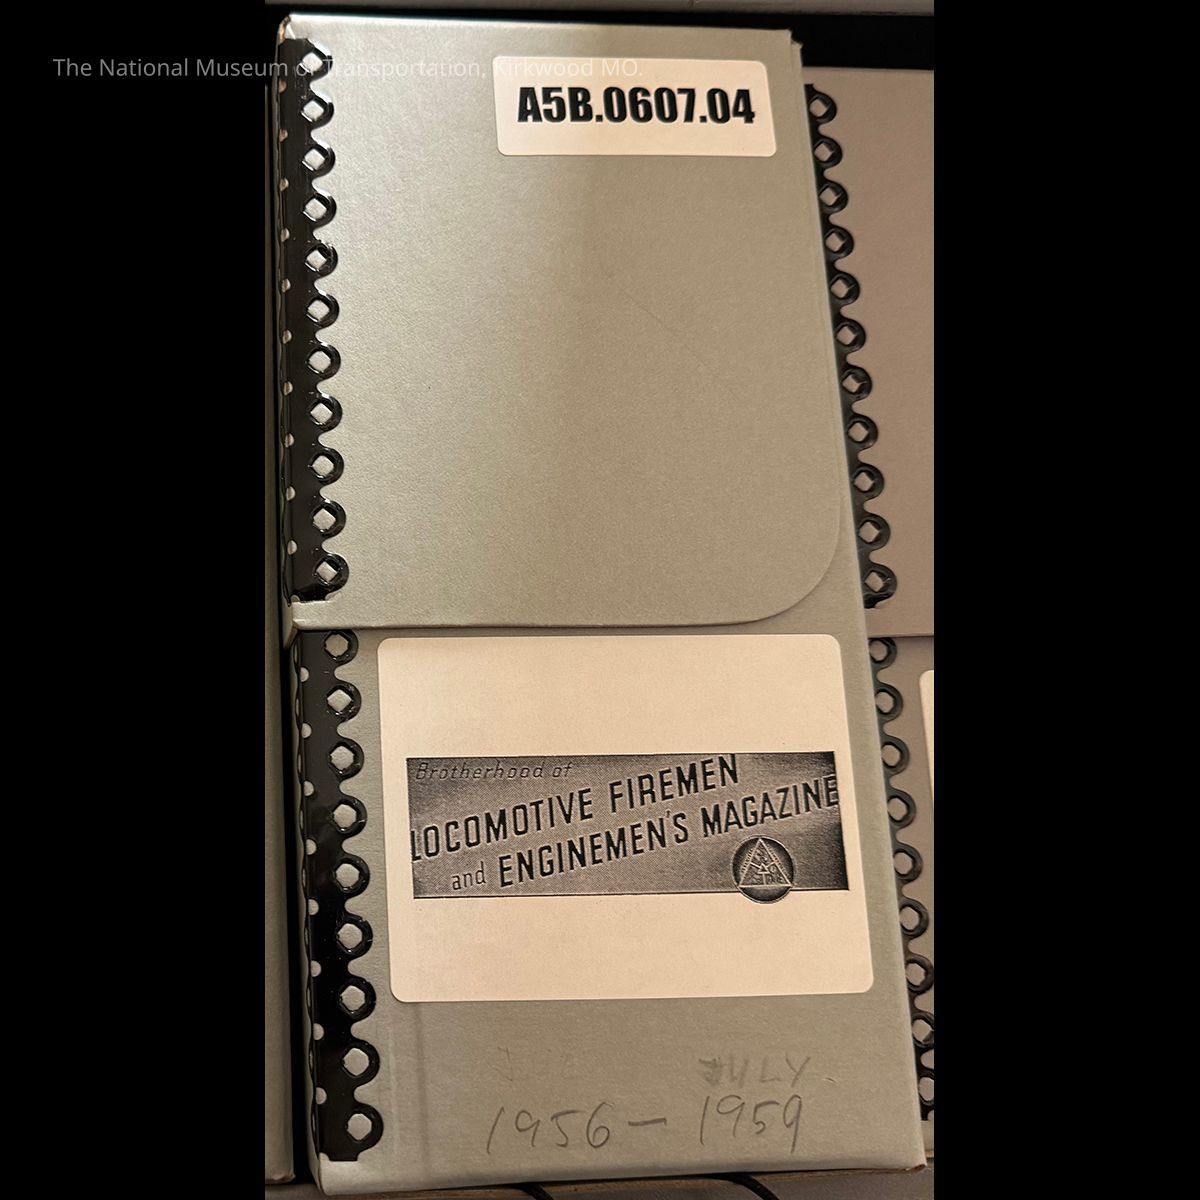 The National Museum of Transportation, Kirkwood MO.
A5B.0607.04
Brotherhood of
LOCOMOTIVE FIREMEN
and ENGINEMEN'S MAGAZINE
JULY
1956 – 1959